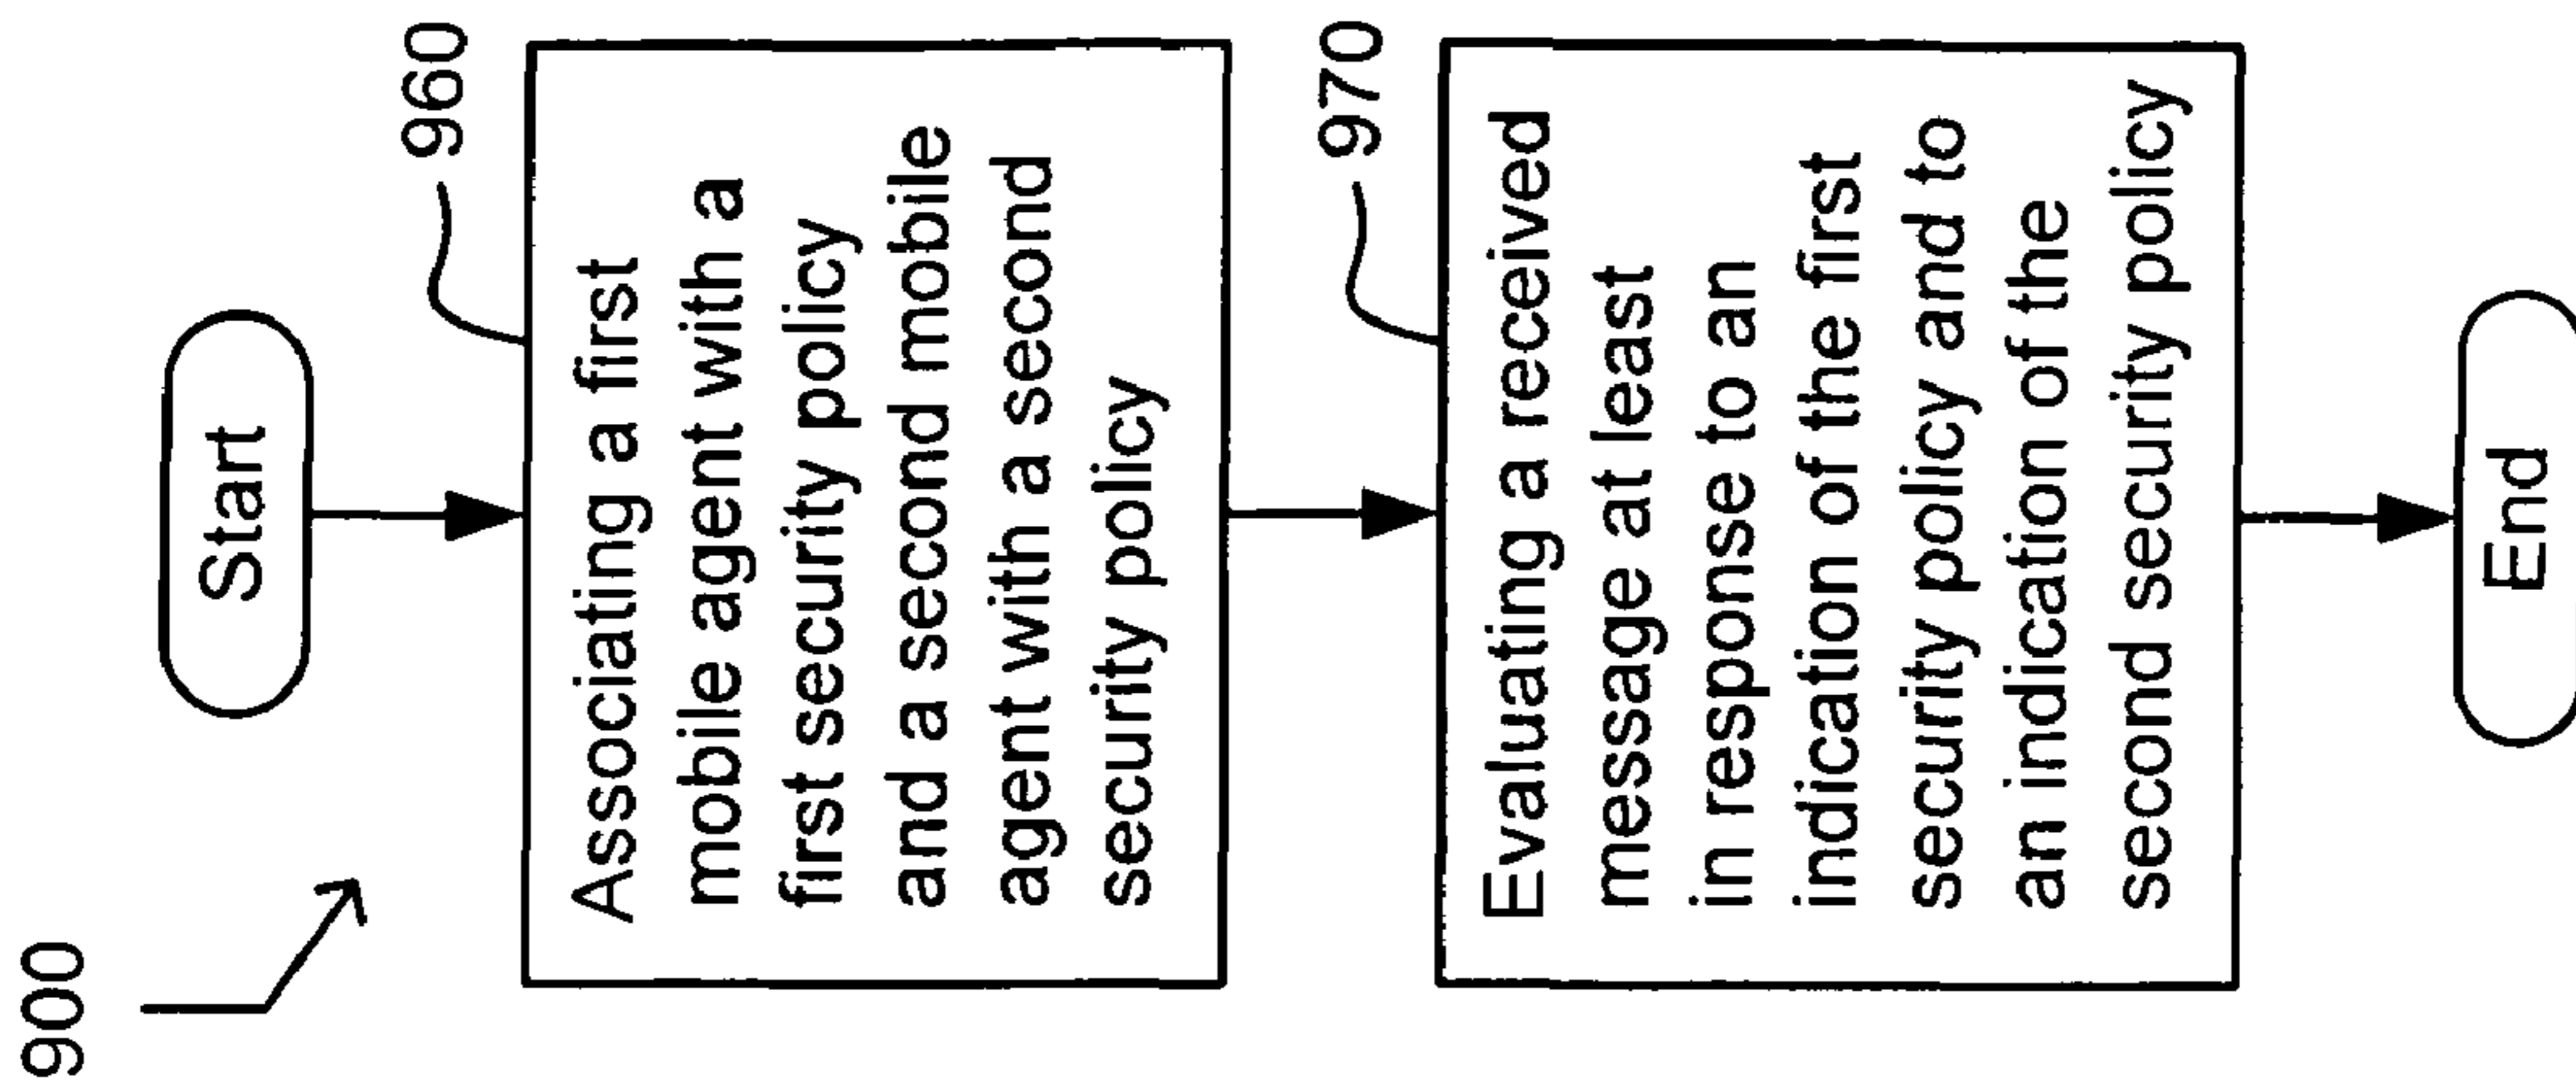 900
Start
960
Associating a first
mobile agent with a
first security policy
and a second mobile
agent with a second
security policy
970
Evaluating a received
message at least
in response to an
indication of the first
security policy and to
an indication of the
second security policy
End